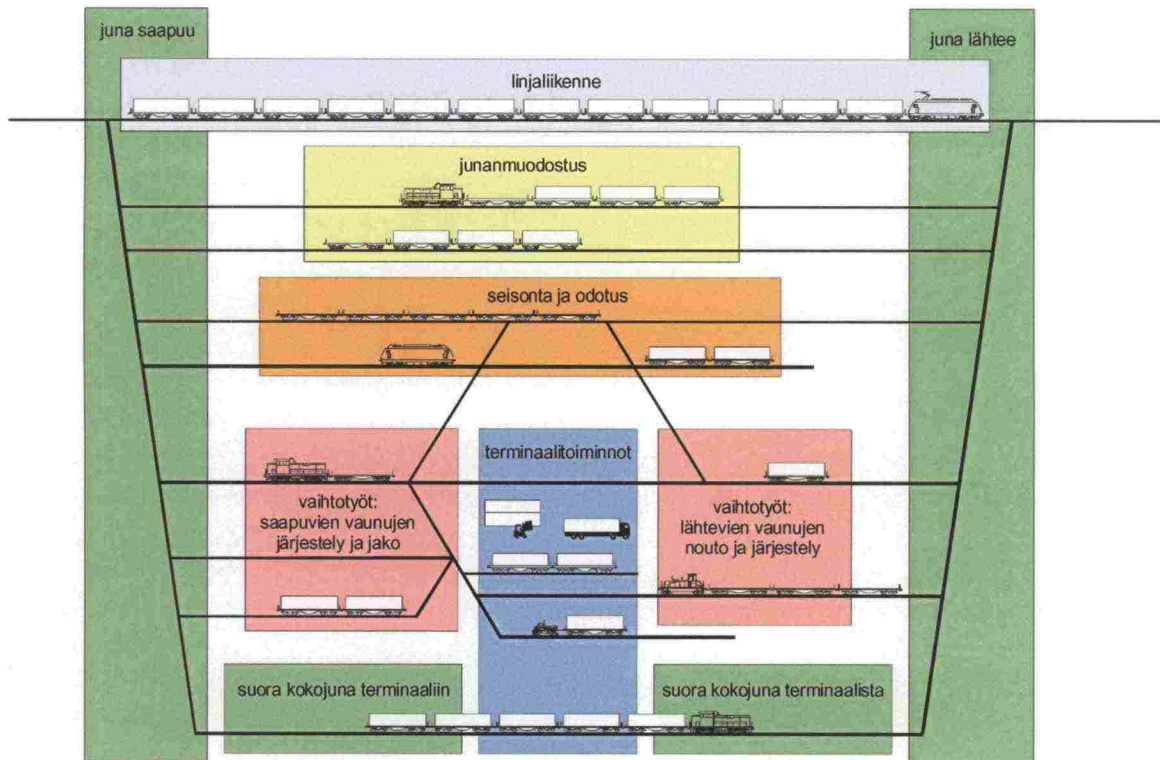 juna saapuu
juna lähtee
linjaliikenne
junanmuodostus
seisonta ja odotus
terminaalitoiminnot
vaihtotyöt:
saapuvien vaunujen
järjestely ja jako
vaihtotyöt:
lähtevien vaunujen
nouto ja järjestely
suora kokojuna terminaaliin
suora kokojuna terminaalista